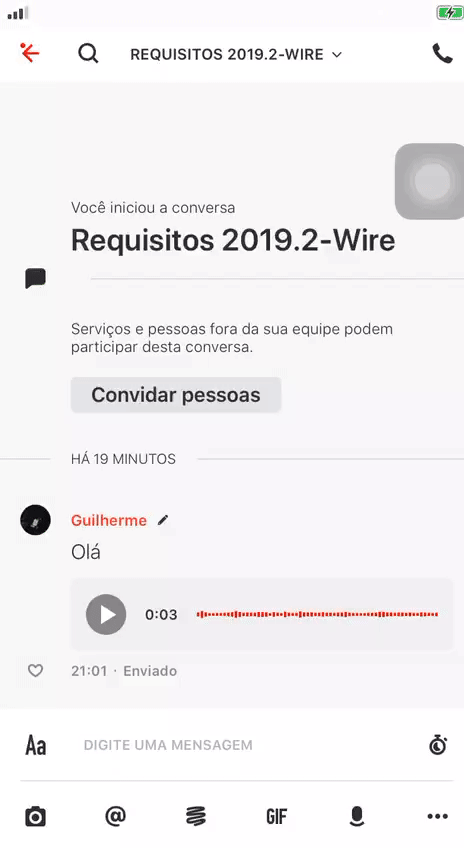 REQUISITOS 2019.2-WIRE
Você iniciou a conversa
Requisitos 2019.2-Wire
Serviços e pessoas fora da sua equipe podem
participar desta conversa.
Convidar pessoas
HÁ 19 MINUTOS
Guilherme
Olá
0:03
21:01 · Enviado
Aa DIGITE UMA MENSAGEM
@ GIF